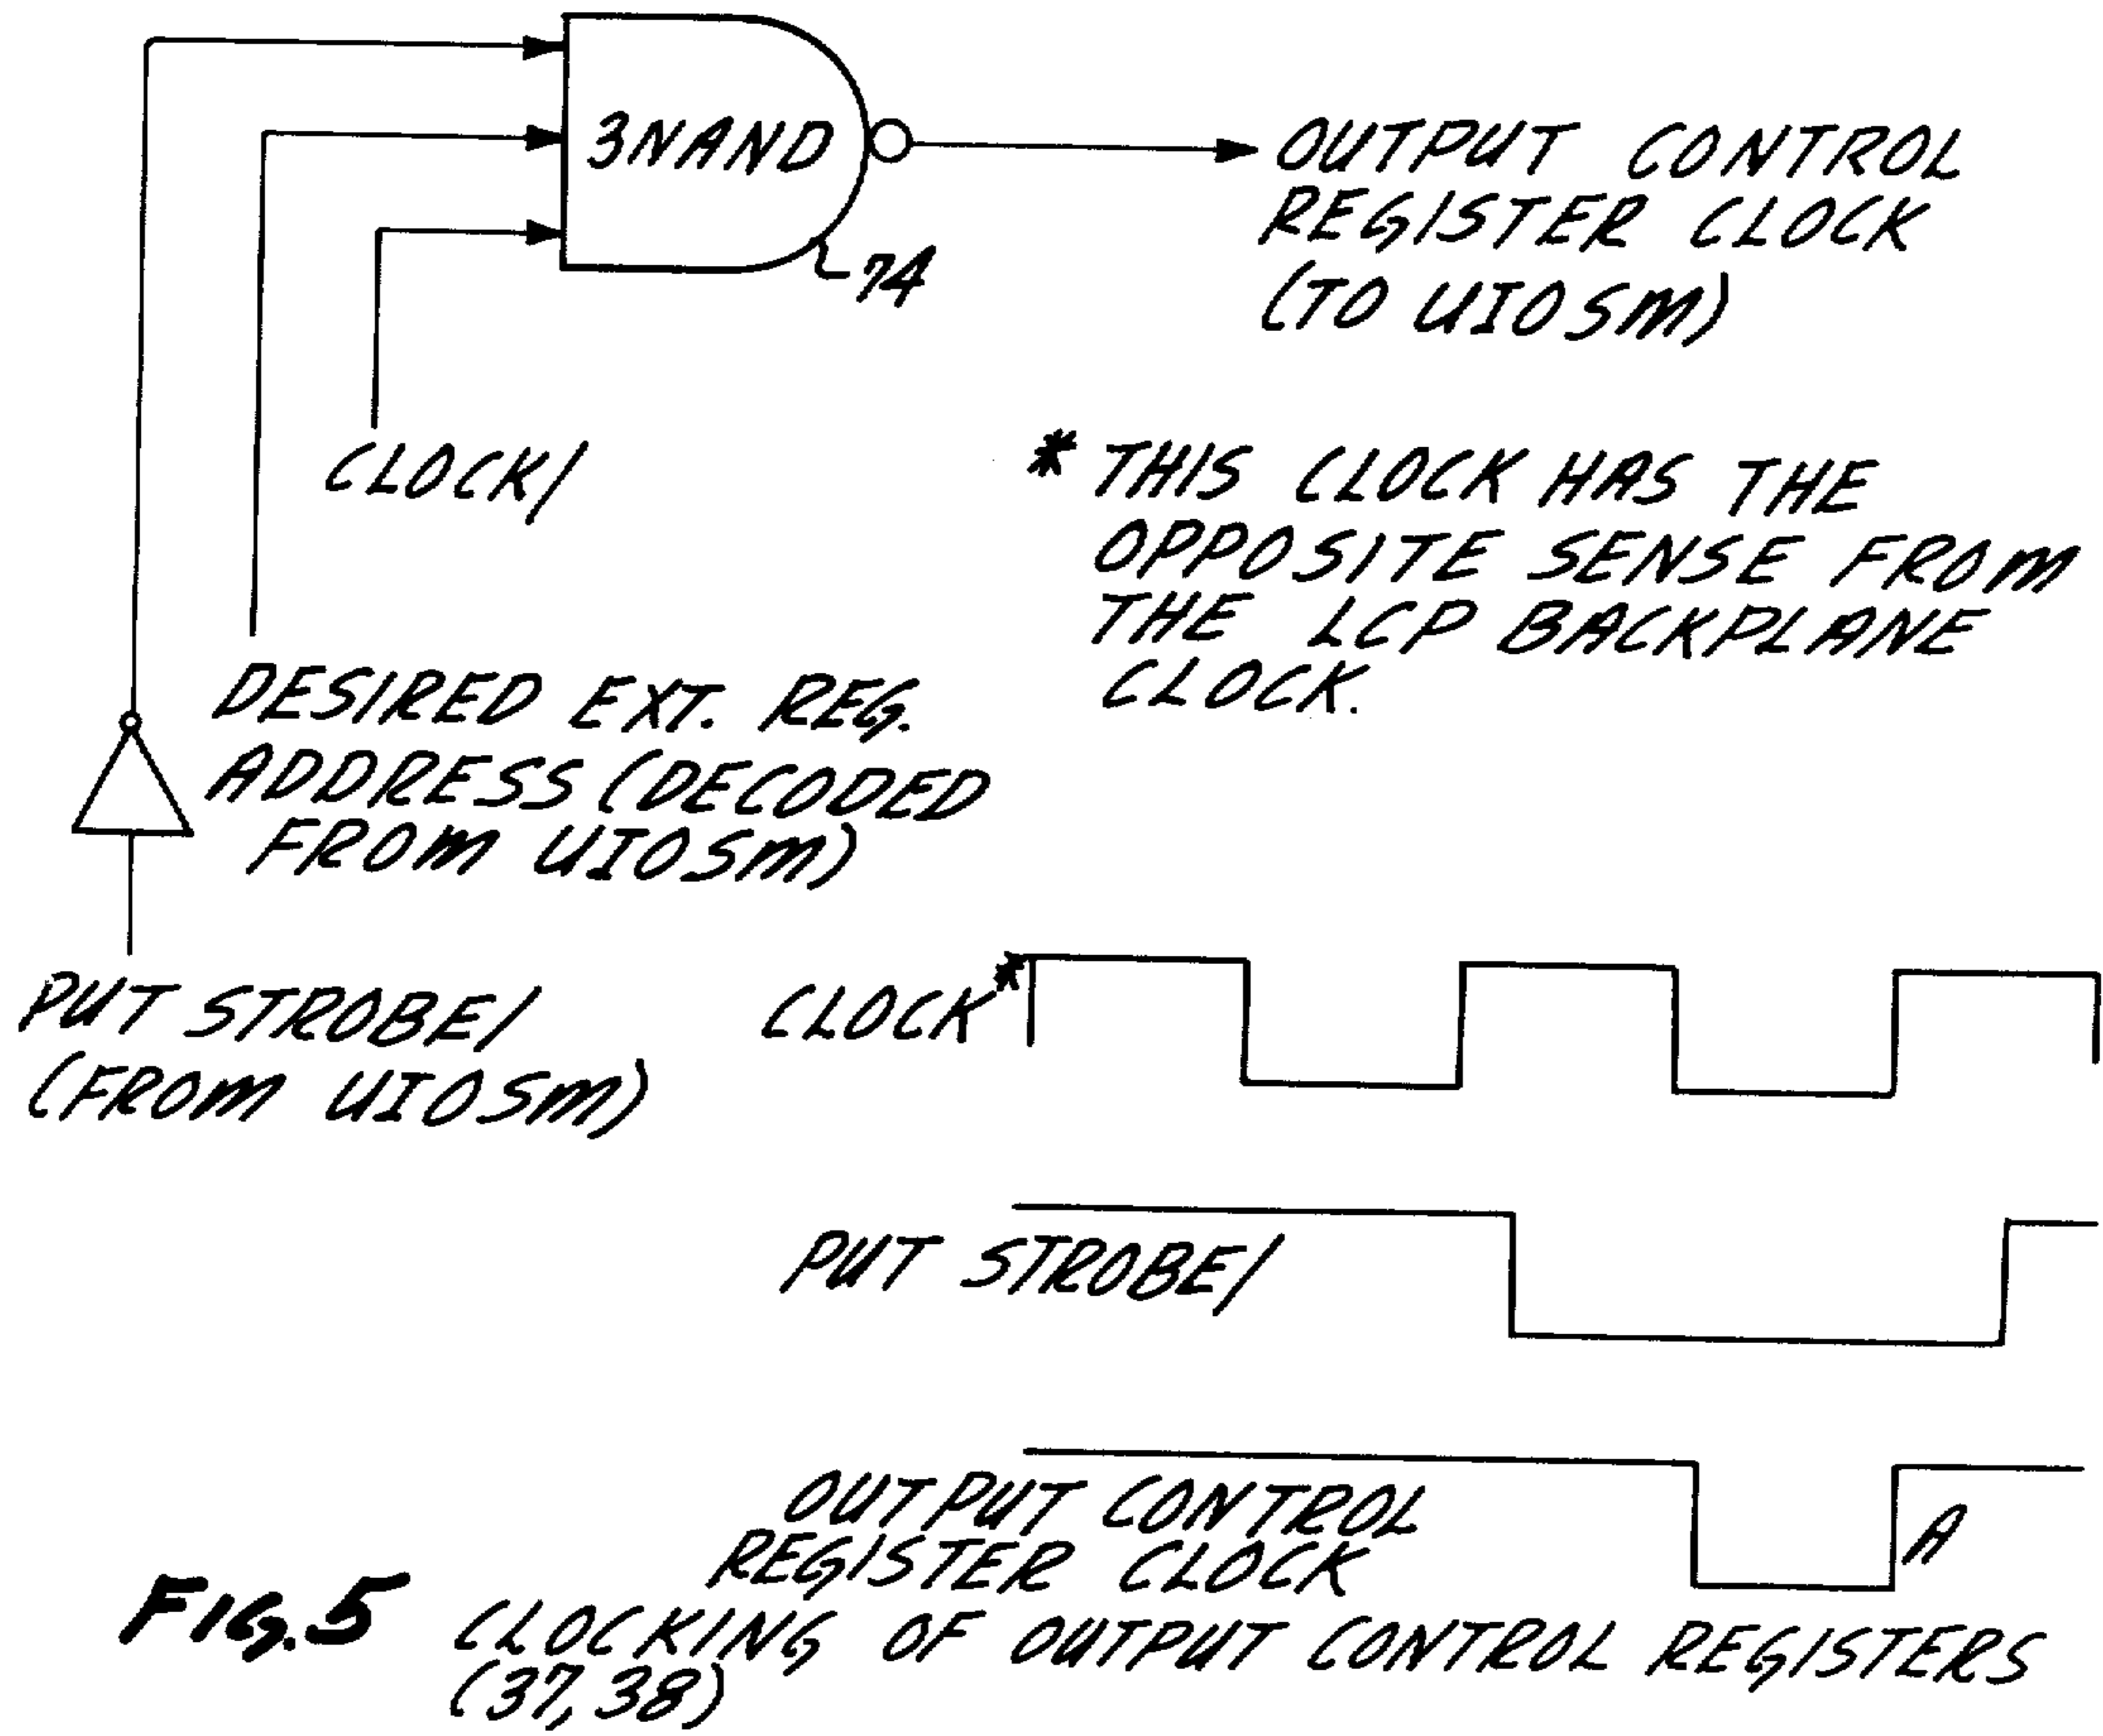 3NAND
OUTPUT CONTROL
REGISTER CLOCK
(TO UIOSM)
74
CLOCK/
* THIS CLOCK HAS THE
OPPOSITE SENSE FROM
THE LCP BACKPLANE
CLOCK.
DESIRED EXT. REG.
ADDRESS (DECODED
FROM UIOSM)
PUT STROBE/
(FROM UIOSM)
CLOCK*
PUT STROBE/
OUTPUT CONTROL
REGISTER CLOCK
A
FIG.5 CLOCKING OF OUTPUT CONTROL REGISTERS
(37,38)